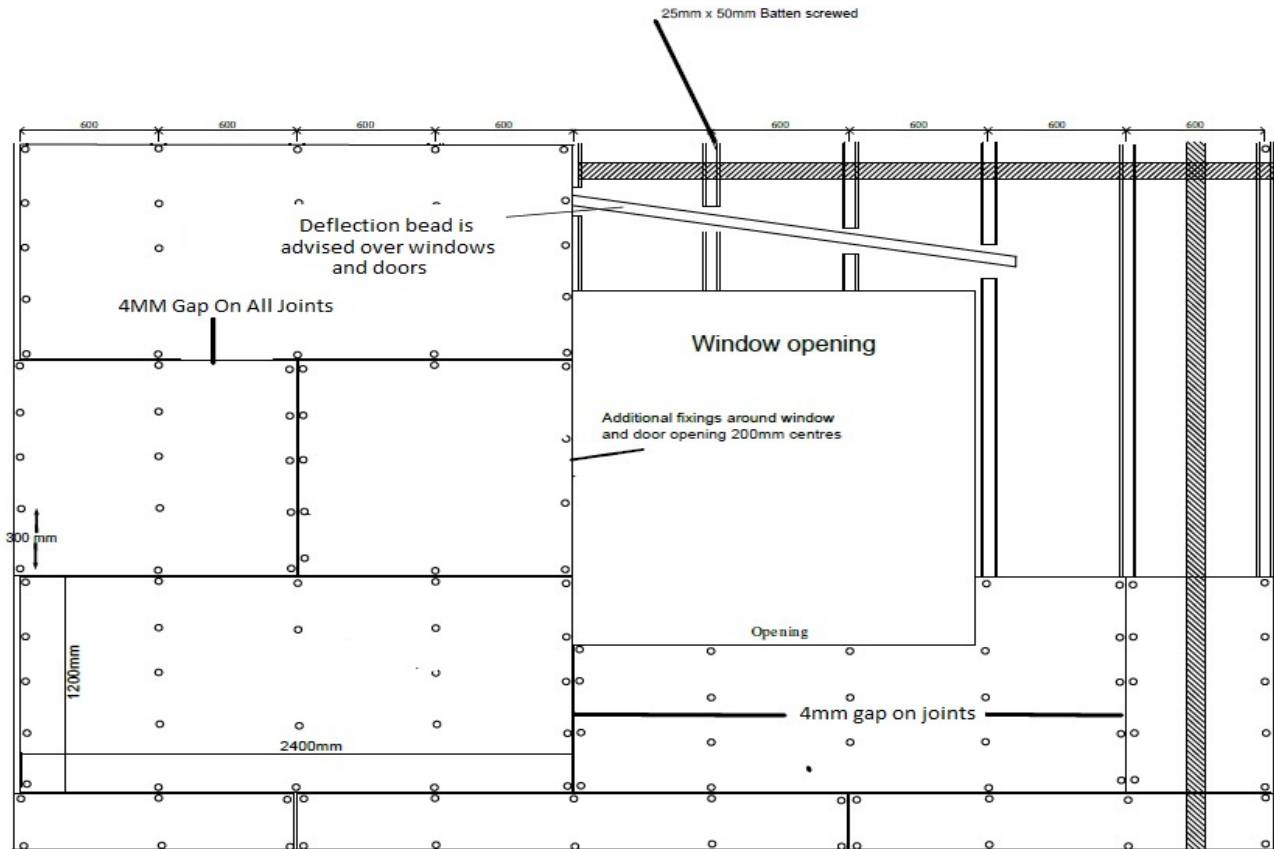 25mm x 50mm Batten screwed
600 600 600 600 600 600 600 600
Deflection bead is
advised over windows
and doors
4MM Gap On All Joints
Window opening
Additional fixings around window
and door opening 200mm centres
300 mm
Opening
1200mm
4mm gap on joints
2400mm